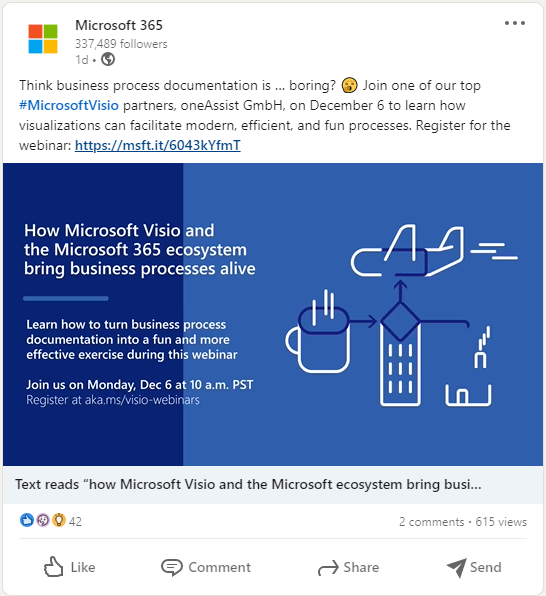 Microsoft 365
337,489 followers
1d •
Think business process documentation is ... boring? 🥱 Join one of our top
#MicrosoftVisio partners, oneAssist GmbH, on December 6 to learn how
visualizations can facilitate modern, efficient, and fun processes. Register for the
webinar: https://msft.it/6043kYfmT
How Microsoft Visio and
the Microsoft 365 ecosystem
bring business processes alive
Learn how to turn business process
documentation into a fun and more
effective exercise during this webinar
Join us on Monday, Dec 6 at 10 a.m. PST
Register at aka.ms/visio-webinars
Text reads “how Microsoft Visio and the Microsoft ecosystem bring busi...
42
2 comments • 615 views
Like
Comment
Share
Send